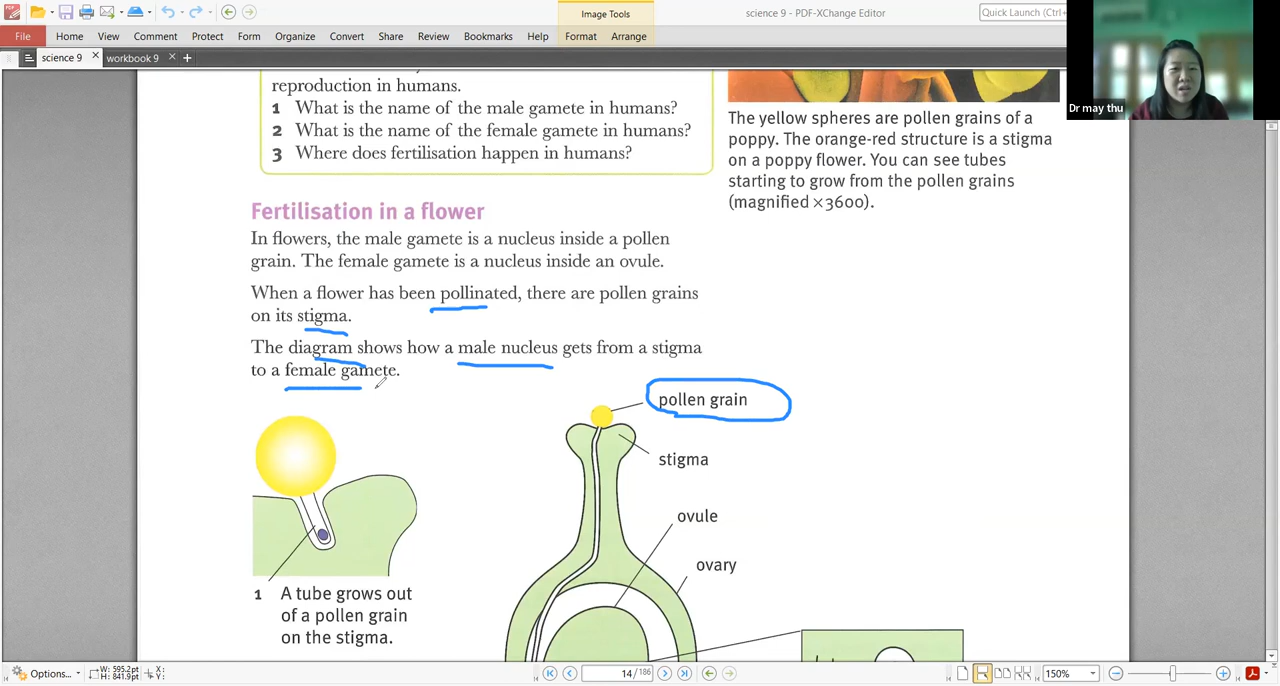 Image Tools
science 9 - PDF-XChange Editor
Quick Launch (Ctrl+
File
Home
View
Comment
Protect
Form
Organize
Convert
Share
Review
Bookmarks
Help
Format
Arrange
science 9
workbook 9
Dr may thu
reproduction in humans.
1 What is the name of the male gamete in humans?
2 What is the name of the female gamete in humans?
3 Where does fertilisation happen in humans?
The yellow spheres are pollen grains of a
poppy. The orange-red structure is a stigma
on a poppy flower. You can see tubes
starting to grow from the pollen grains
(magnified ×3600).
Fertilisation in a flower
In flowers, the male gamete is a nucleus inside a pollen
grain. The female gamete is a nucleus inside an ovule.
When a flower has been pollinated, there are pollen grains
on its stigma.
The diagram shows how a male nucleus gets from a stigma
to a female gamete.
pollen grain
stigma
ovule
ovary
1 A tube grows out
of a pollen grain
on the stigma.
Options...
W: 595.2pt
H: 841.9pt
X:
Y:
14 / 186
150%